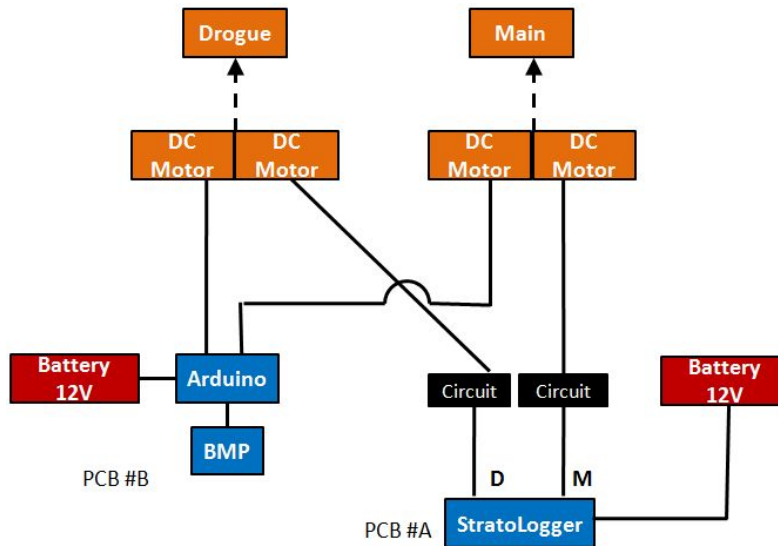 Drogue
Main
DC
Motor
DC
Motor
DC
Motor
DC
Motor
Battery
12V
Arduino
Circuit
Circuit
Battery
12V
BMP
PCB #B
D
M
PCB #A
StratoLogger